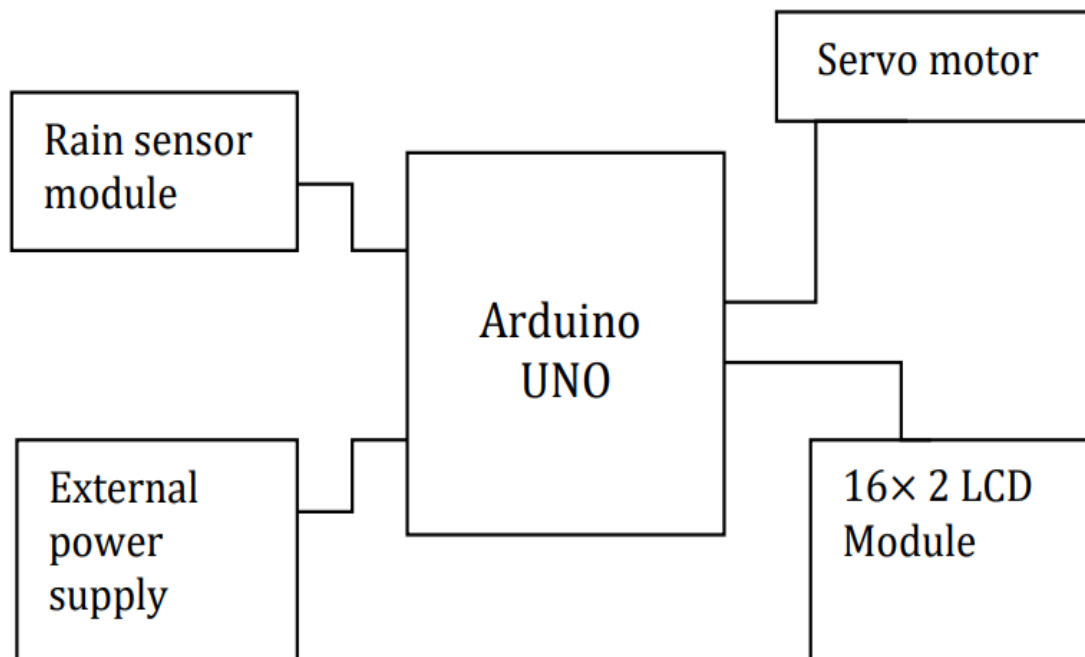 Servo motor
Rain sensor
module
Arduino
UNO
External
power
supply
16× 2 LCD
Module